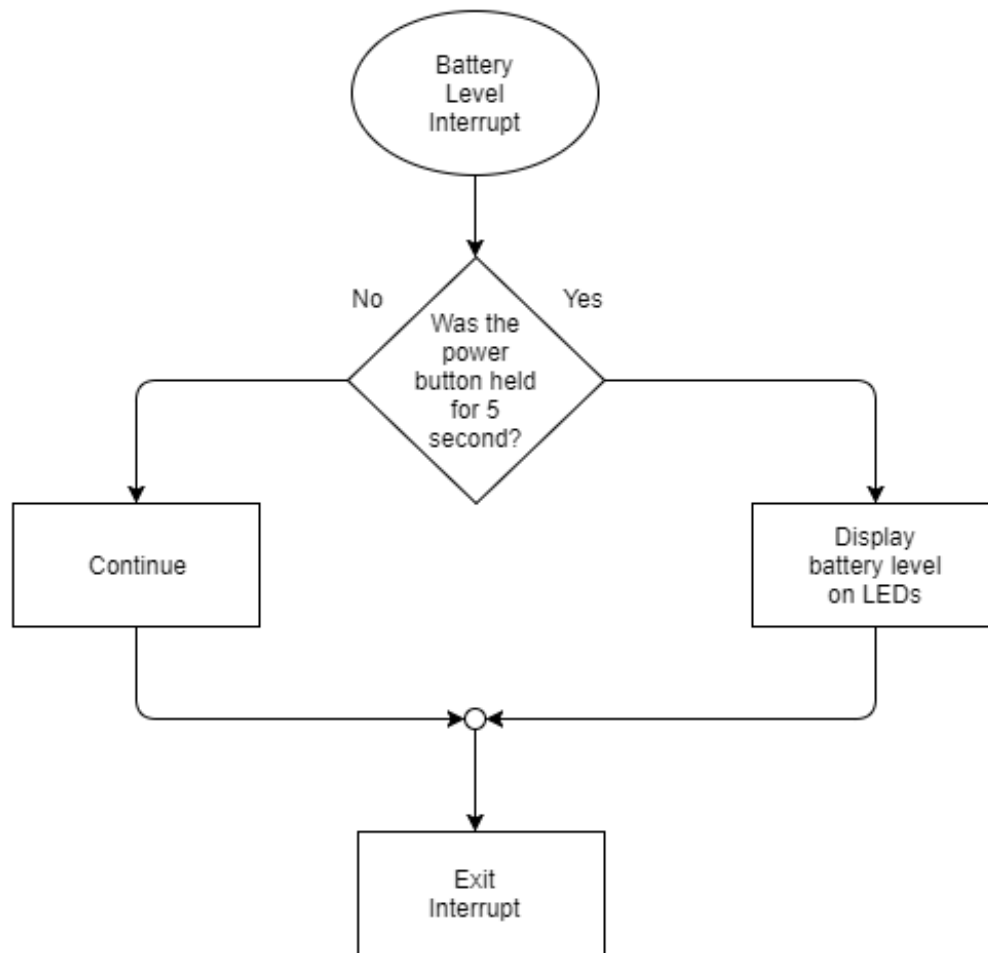 Battery
Level
Interrupt
No
Yes
Was the
power
button held
for 5
second?
Continue
Display
battery level
on LEDs
Exit
Interrupt